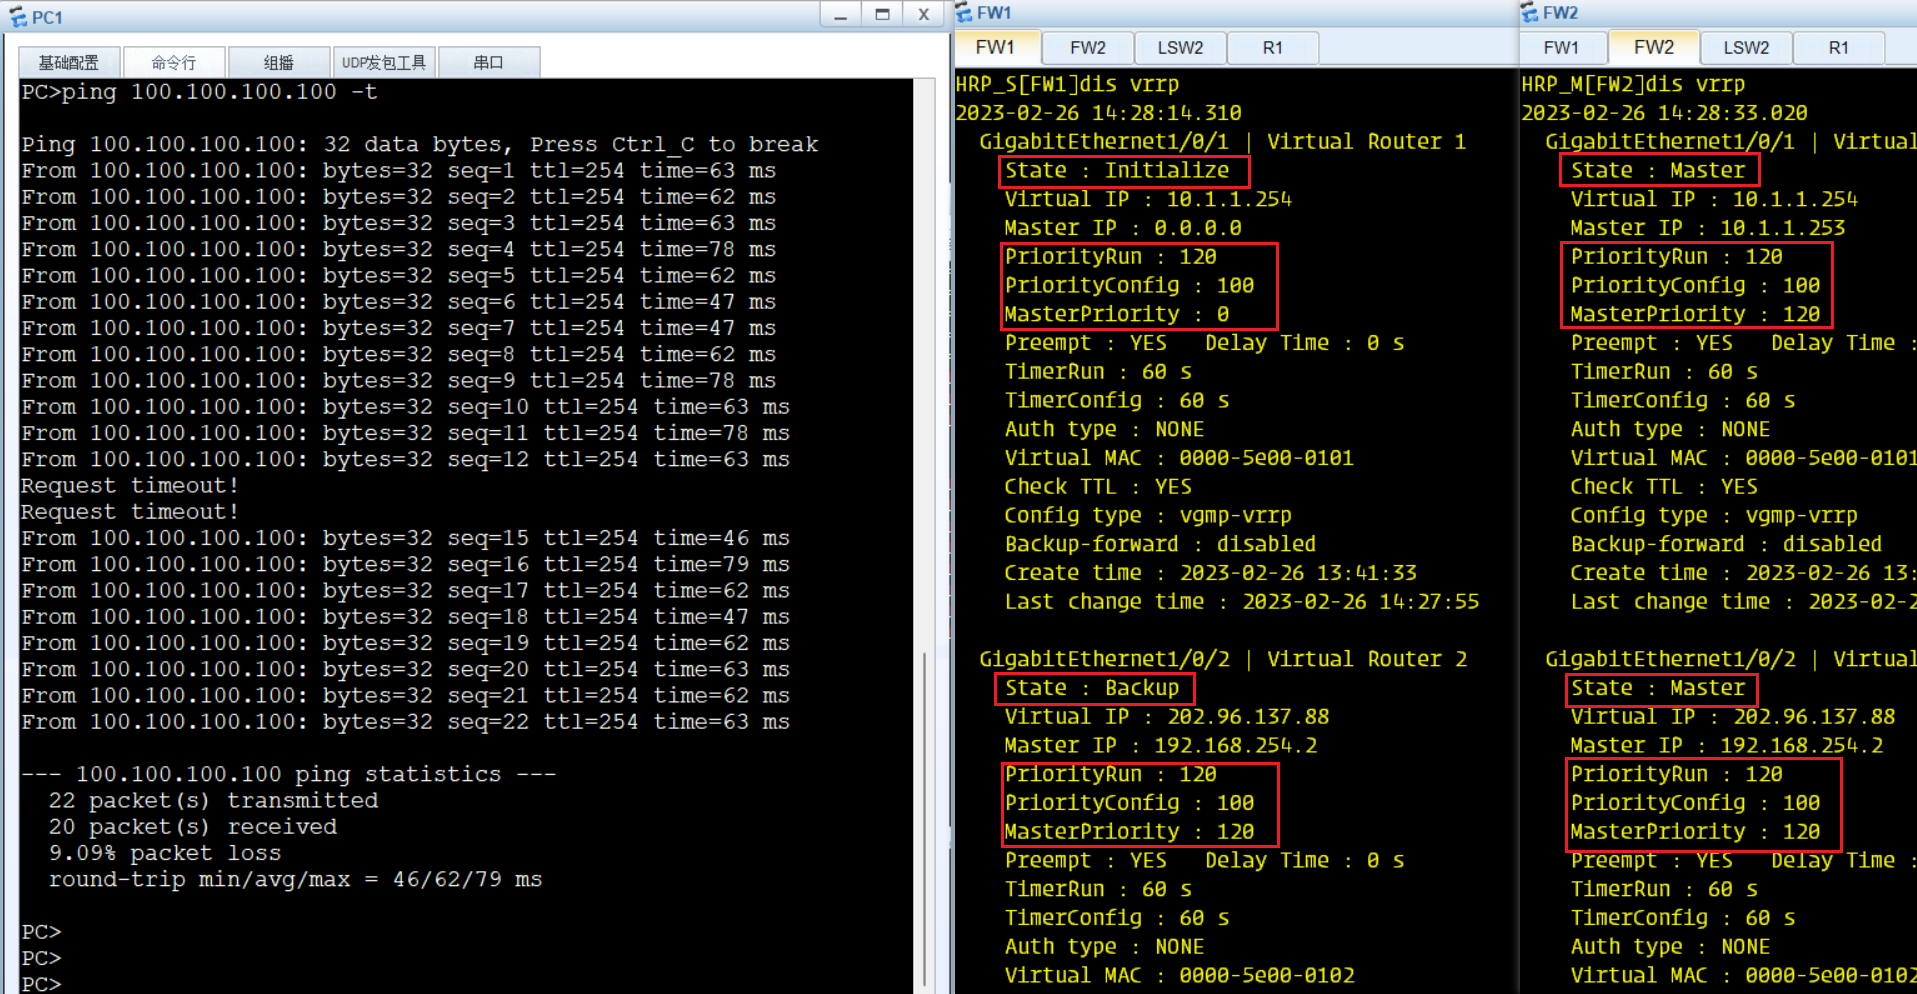 PC1
基础配置 命令行 组播 UDP发包工具 串口
PC>ping 100.100.100.100 -t
Ping 100.100.100.100: 32 data bytes, Press Ctrl_C to break
From 100.100.100.100: bytes=32 seq=1 ttl=254 time=63 ms
From 100.100.100.100: bytes=32 seq=2 ttl=254 time=62 ms
From 100.100.100.100: bytes=32 seq=3 ttl=254 time=63 ms
From 100.100.100.100: bytes=32 seq=4 ttl=254 time=78 ms
From 100.100.100.100: bytes=32 seq=5 ttl=254 time=62 ms
From 100.100.100.100: bytes=32 seq=6 ttl=254 time=47 ms
From 100.100.100.100: bytes=32 seq=7 ttl=254 time=47 ms
From 100.100.100.100: bytes=32 seq=8 ttl=254 time=62 ms
From 100.100.100.100: bytes=32 seq=9 ttl=254 time=78 ms
From 100.100.100.100: bytes=32 seq=10 ttl=254 time=63 ms
From 100.100.100.100: bytes=32 seq=11 ttl=254 time=78 ms
From 100.100.100.100: bytes=32 seq=12 ttl=254 time=63 ms
Request timeout!
Request timeout!
From 100.100.100.100: bytes=32 seq=15 ttl=254 time=46 ms
From 100.100.100.100: bytes=32 seq=16 ttl=254 time=79 ms
From 100.100.100.100: bytes=32 seq=17 ttl=254 time=62 ms
From 100.100.100.100: bytes=32 seq=18 ttl=254 time=47 ms
From 100.100.100.100: bytes=32 seq=19 ttl=254 time=62 ms
From 100.100.100.100: bytes=32 seq=20 ttl=254 time=63 ms
From 100.100.100.100: bytes=32 seq=21 ttl=254 time=62 ms
From 100.100.100.100: bytes=32 seq=22 ttl=254 time=63 ms
--- 100.100.100.100 ping statistics ---
22 packet(s) transmitted
20 packet(s) received
9.09% packet loss
round-trip min/avg/max = 46/62/79 ms
PC>
PC>
PC>
FW1
FW1 FW2 LSW2 R1
HRP_S[FW1]dis vrrp
2023-02-26 14:28:14.310
GigabitEthernet1/0/1 | Virtual Router 1
State : Initialize
Virtual IP : 10.1.1.254
Master IP : 0.0.0.0
PriorityRun : 120
PriorityConfig : 100
MasterPriority : 0
Preempt : YES Delay Time : 0 s
TimerRun : 60 s
TimerConfig : 60 s
Auth type : NONE
Virtual MAC : 0000-5e00-0101
Check TTL : YES
Config type : vgmp-vrrp
Backup-forward : disabled
Create time : 2023-02-26 13:41:33
Last change time : 2023-02-26 14:27:55
GigabitEthernet1/0/2 | Virtual Router 2
State : Backup
Virtual IP : 202.96.137.88
Master IP : 192.168.254.2
PriorityRun : 120
PriorityConfig : 100
MasterPriority : 120
Preempt : YES Delay Time : 0 s
TimerRun : 60 s
TimerConfig : 60 s
Auth type : NONE
Virtual MAC : 0000-5e00-0102
FW2
FW1 FW2 LSW2 R1
HRP_M[FW2]dis vrrp
2023-02-26 14:28:33.020
GigabitEthernet1/0/1 | Virtual
State : Master
Virtual IP : 10.1.1.254
Master IP : 10.1.1.253
PriorityRun : 120
PriorityConfig : 100
MasterPriority : 120
Preempt : YES Delay Time :
TimerRun : 60 s
TimerConfig : 60 s
Auth type : NONE
Virtual MAC : 0000-5e00-0101
Check TTL : YES
Config type : vgmp-vrrp
Backup-forward : disabled
Create time : 2023-02-26 13:
Last change time : 2023-02-2
GigabitEthernet1/0/2 | Virtual
State : Master
Virtual IP : 202.96.137.88
Master IP : 192.168.254.2
PriorityRun : 120
PriorityConfig : 100
MasterPriority : 120
Preempt : YES Delay Time :
TimerRun : 60 s
TimerConfig : 60 s
Auth type : NONE
Virtual MAC : 0000-5e00-0102